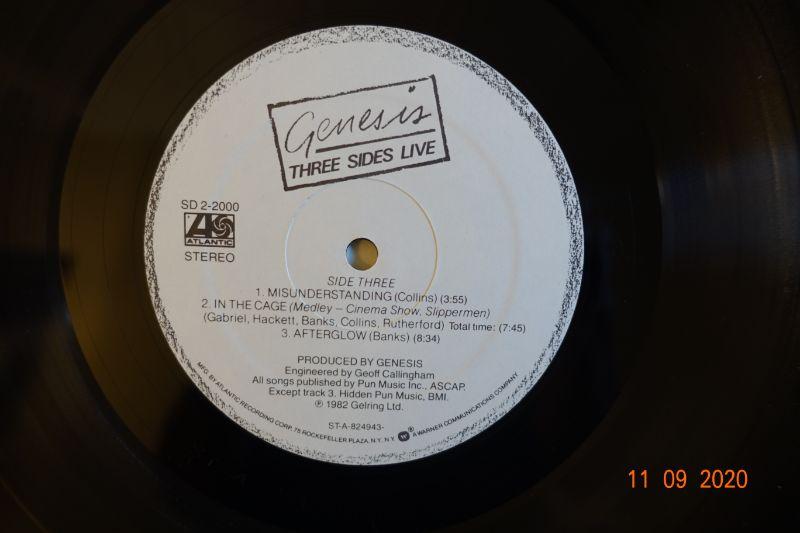 Genesis
THREE SIDES LIVE
SD 2-2000
ATLANTIC
STEREO
SIDE THREE
1. MISUNDERSTANDING (Collins) (3:55)
2. IN THE CAGE (Medley – Cinema Show, Slippermen)
(Gabriel, Hackett, Banks, Collins, Rutherford) Total time: (7:45)
3. AFTERGLOW (Banks) (8:34)
PRODUCED BY GENESIS
Engineered by Geoff Callingham
All songs published by Pun Music Inc., ASCAP.
Except track 3. Hidden Pun Music, BMI.
℗ 1982 Gelring Ltd.
ST-A-824943-
MFG. BY ATLANTIC RECORDING CORP. 75 ROCKEFELLER PLAZA, N.Y. N.Y. W ® A WARNER COMMUNICATIONS COMPANY
11 09 2020